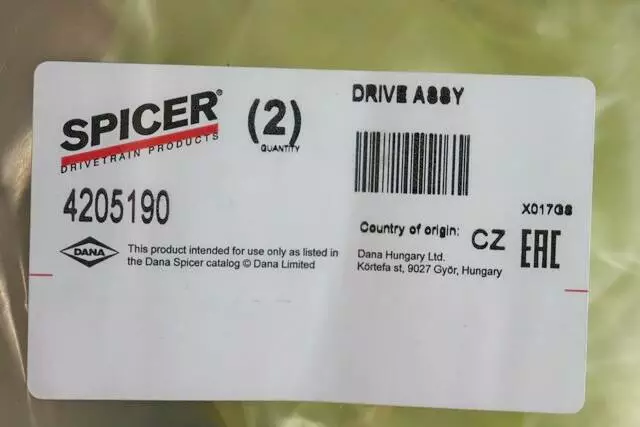 SPICER®
DRIVETRAIN PRODUCTS
(2)
QUANTITY
DRIVE ASSY
4205190
X017G8
Country of origin: CZ
EAC
DANA
This product intended for use only as listed in
the Dana Spicer catalog © Dana Limited
Dana Hungary Ltd.
Körtefa st, 9027 Győr, Hungary